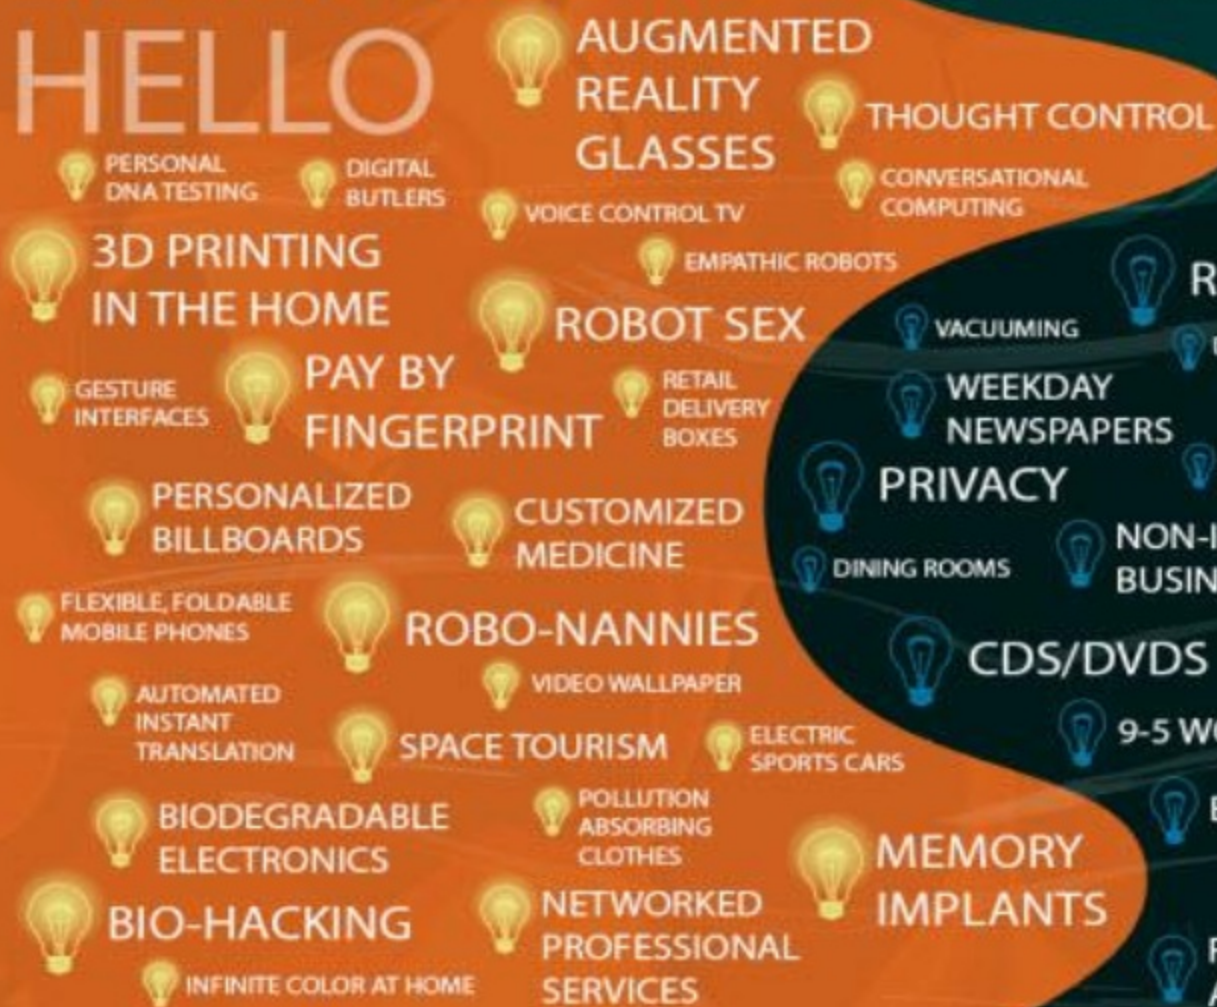 HELLO
AUGMENTED
REALITY
GLASSES
THOUGHT CONTROL
PERSONAL
DNA TESTING
DIGITAL
BUTLERS
VOICE CONTROL TV
CONVERSATIONAL
COMPUTING
3D PRINTING
IN THE HOME
EMPATHIC ROBOTS
ROBOT SEX
GESTURE
INTERFACES
PAY BY
FINGERPRINT
RETAIL
DELIVERY
BOXES
PERSONALIZED
BILLBOARDS
CUSTOMIZED
MEDICINE
FLEXIBLE, FOLDABLE
MOBILE PHONES
ROBO-NANNIES
VIDEO WALLPAPER
AUTOMATED
INSTANT
TRANSLATION
SPACE TOURISM
ELECTRIC
SPORTS CARS
BIODEGRADABLE
ELECTRONICS
POLLUTION
ABSORBING
CLOTHES
MEMORY
IMPLANTS
BIO-HACKING
NETWORKED
PROFESSIONAL
SERVICES
INFINITE COLOR AT HOME
R
VACUUMING
WEEKDAY
NEWSPAPERS
PRIVACY
NON-
BUSIN
DINING ROOMS
CDS/DVDS
9-5 W